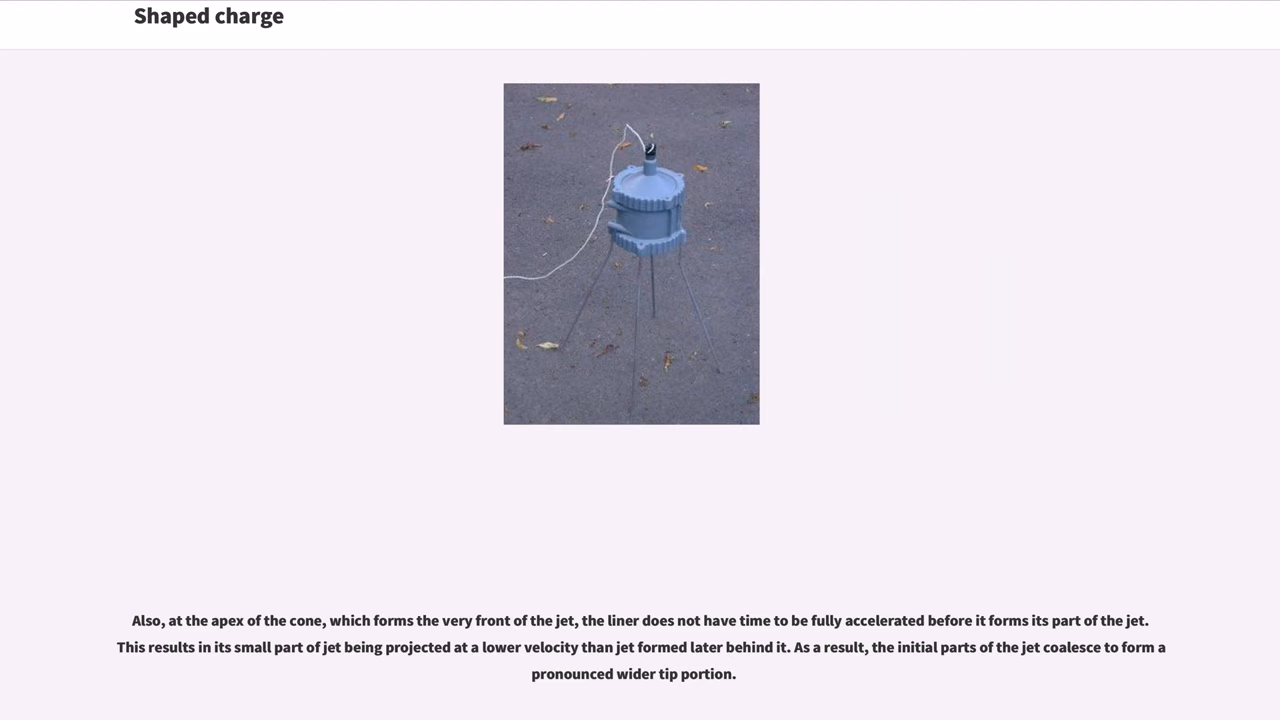 Shaped charge
Also, at the apex of the cone, which forms the very front of the jet, the liner does not have time to be fully accelerated before it forms its part of the jet.
This results in its small part of jet being projected at a lower velocity than jet formed later behind it. As a result, the initial parts of the jet coalesce to form a
pronounced wider tip portion.